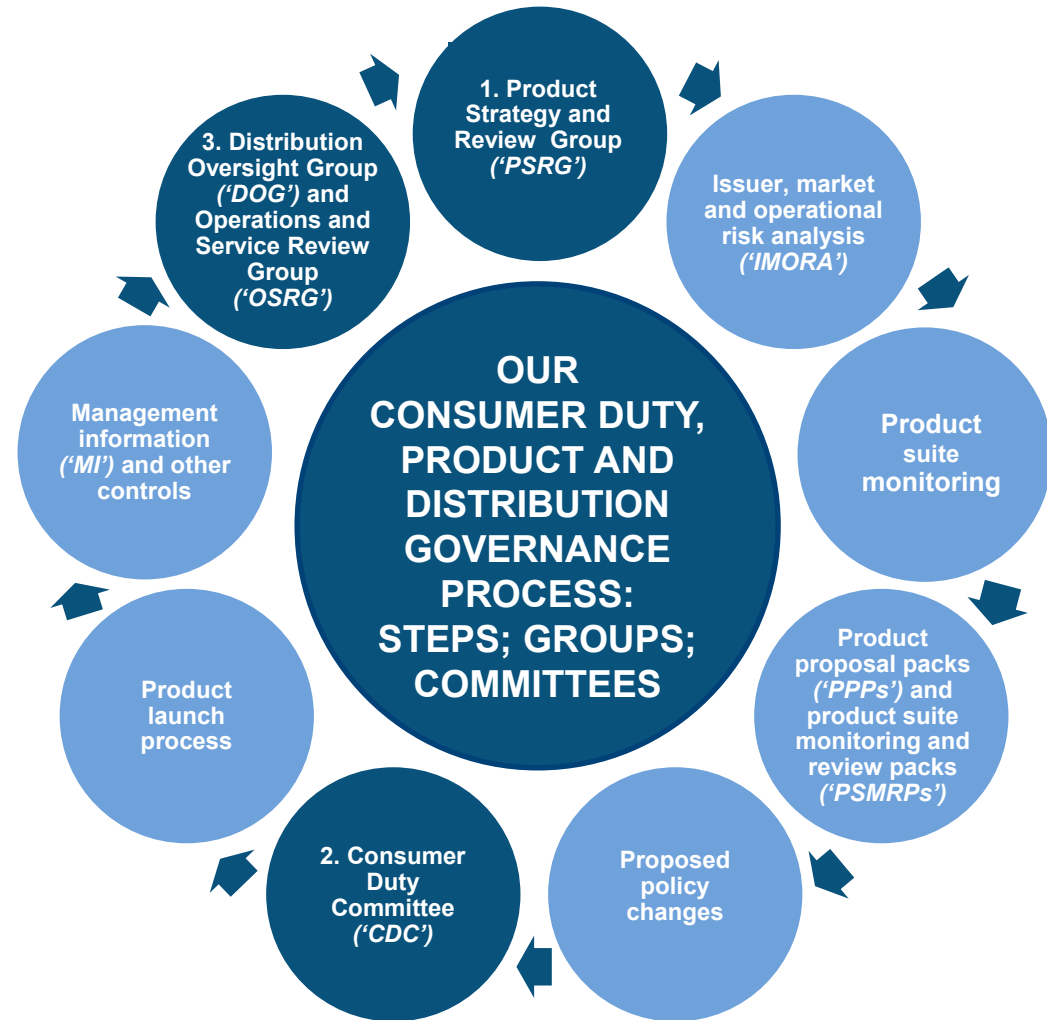 1. Product
Strategy and
Review Group
(‘PSRG’)
Issuer, market
and operational
risk analysis
(‘IMORA’)
Product
suite
monitoring
Product
proposal packs
(‘PPPs’) and
product suite
monitoring and
review packs
(‘PSMRPs’)
Proposed
policy
changes
2. Consumer
Duty
Committee
(‘CDC’)
Product
launch
process
Management
information
(‘MI’) and other
controls
3. Distribution
Oversight Group
(‘DOG’) and
Operations and
Service Review
Group
(‘OSRG’)
OUR
CONSUMER DUTY,
PRODUCT AND
DISTRIBUTION
GOVERNANCE
PROCESS:
STEPS; GROUPS;
COMMITTEES